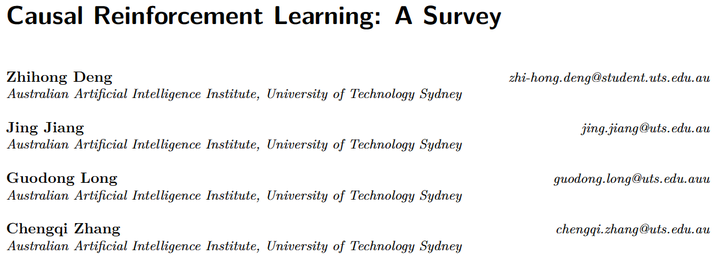 Causal Reinforcement Learning: A Survey
Zhihong Deng zhi-hong.deng@student.uts.edu.au
Australian Artificial Intelligence Institute, University of Technology Sydney
Jing Jiang jing.jiang@uts.edu.au
Australian Artificial Intelligence Institute, University of Technology Sydney
Guodong Long guodong.long@uts.edu.auu
Australian Artificial Intelligence Institute, University of Technology Sydney
Chengqi Zhang chengqi.zhang@uts.edu.au
Australian Artificial Intelligence Institute, University of Technology Sydney